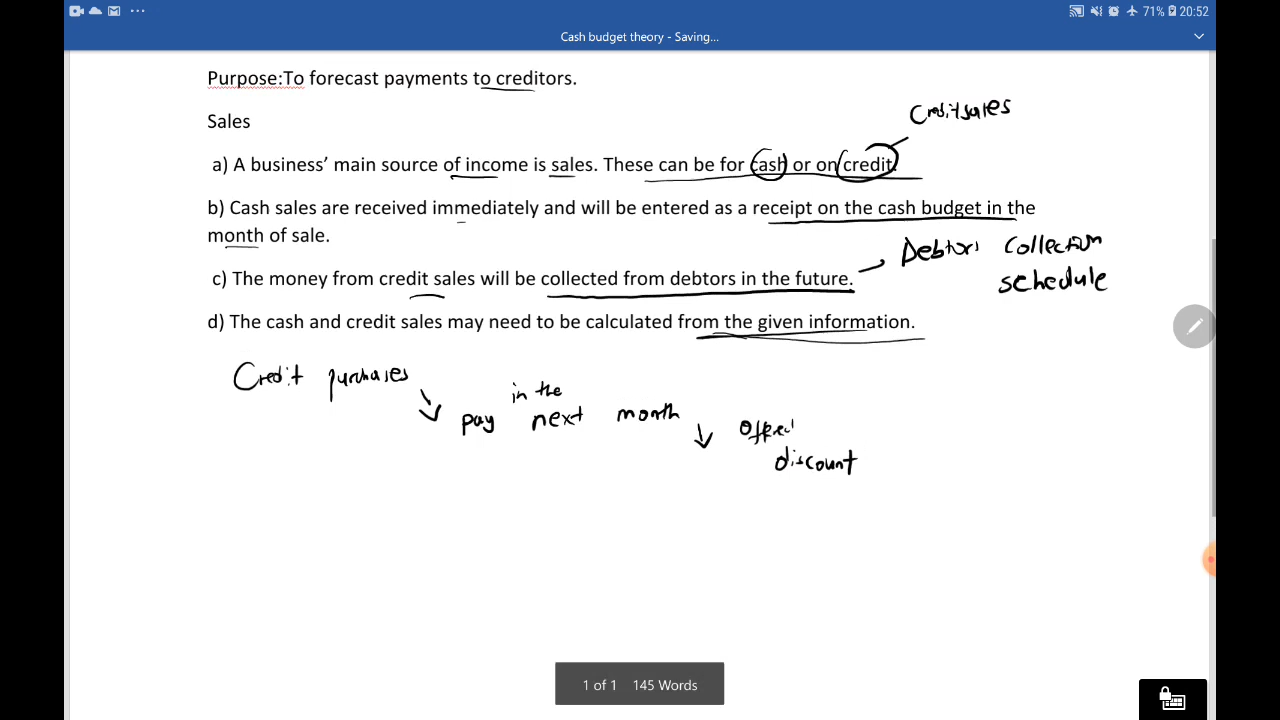 71% 20:52
Cash budget theory - Saving...
Purpose:To forecast payments to creditors.
Credit sales
Sales
a) A business’ main source of income is sales. These can be for cash or on credit.
b) Cash sales are received immediately and will be entered as a receipt on the cash budget in the
month of sale.
Debtors Collection
schedule
c) The money from credit sales will be collected from debtors in the future.
d) The cash and credit sales may need to be calculated from the given information.
Credit purchases
in the
pay next month
discount
1 of 1 145 Words